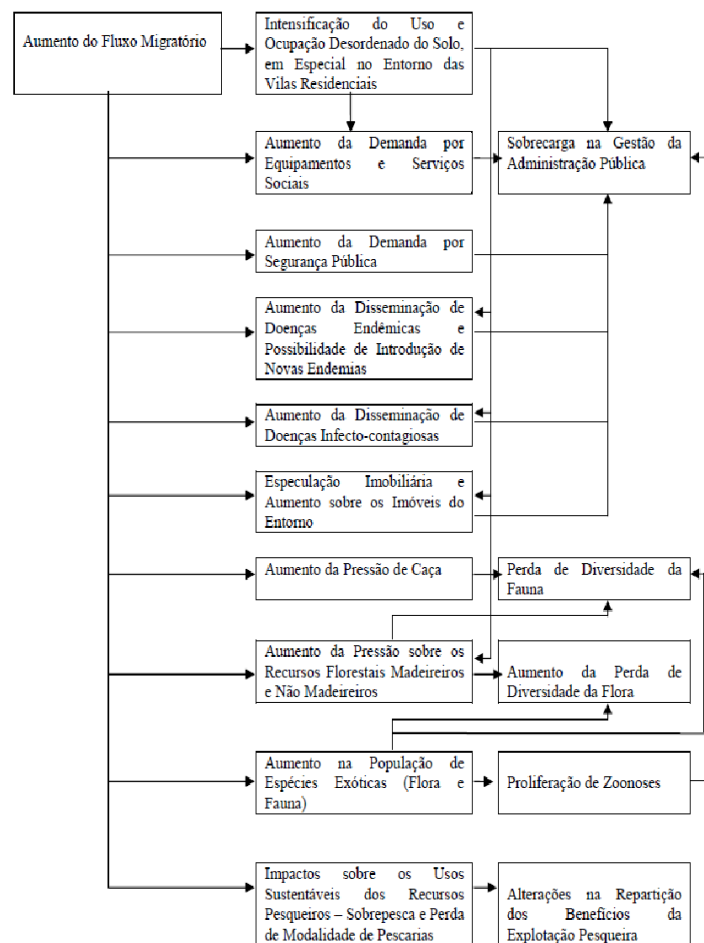 Aumento do Fluxo Migratório
Intensificação do Uso e
Ocupação Desordenado do Solo,
em Especial no Entorno das
Vilas Residenciais
Aumento da Demanda por
Equipamentos e Serviços
Sociais
Sobrecarga na Gestão da
Administração Pública
Aumento da Demanda por
Segurança Pública
Aumento da Disseminação de
Doenças Endêmicas e
Possibilidade de Introdução de
Novas Endemias
Aumento da Disseminação de
Doenças Infecto-contagiosas
Especulação Imobiliária e
Aumento sobre os Imóveis do
Entorno
Aumento da Pressão de Caça
Perda de Diversidade da
Fauna
Aumento da Pressão sobre os
Recursos Florestais Madeireiros
e Não Madeireiros
Aumento da Perda de
Diversidade da Flora
Aumento na População de
Espécies Exóticas (Flora e
Fauna)
Proliferação de Zoonoses
Impactos sobre os Usos
Sustentáveis dos Recursos
Pesqueiros – Sobrepesca e Perda
de Modalidade de Pescarias
Alterações na Repartição
dos Benefícios da
Explotação Pesqueira